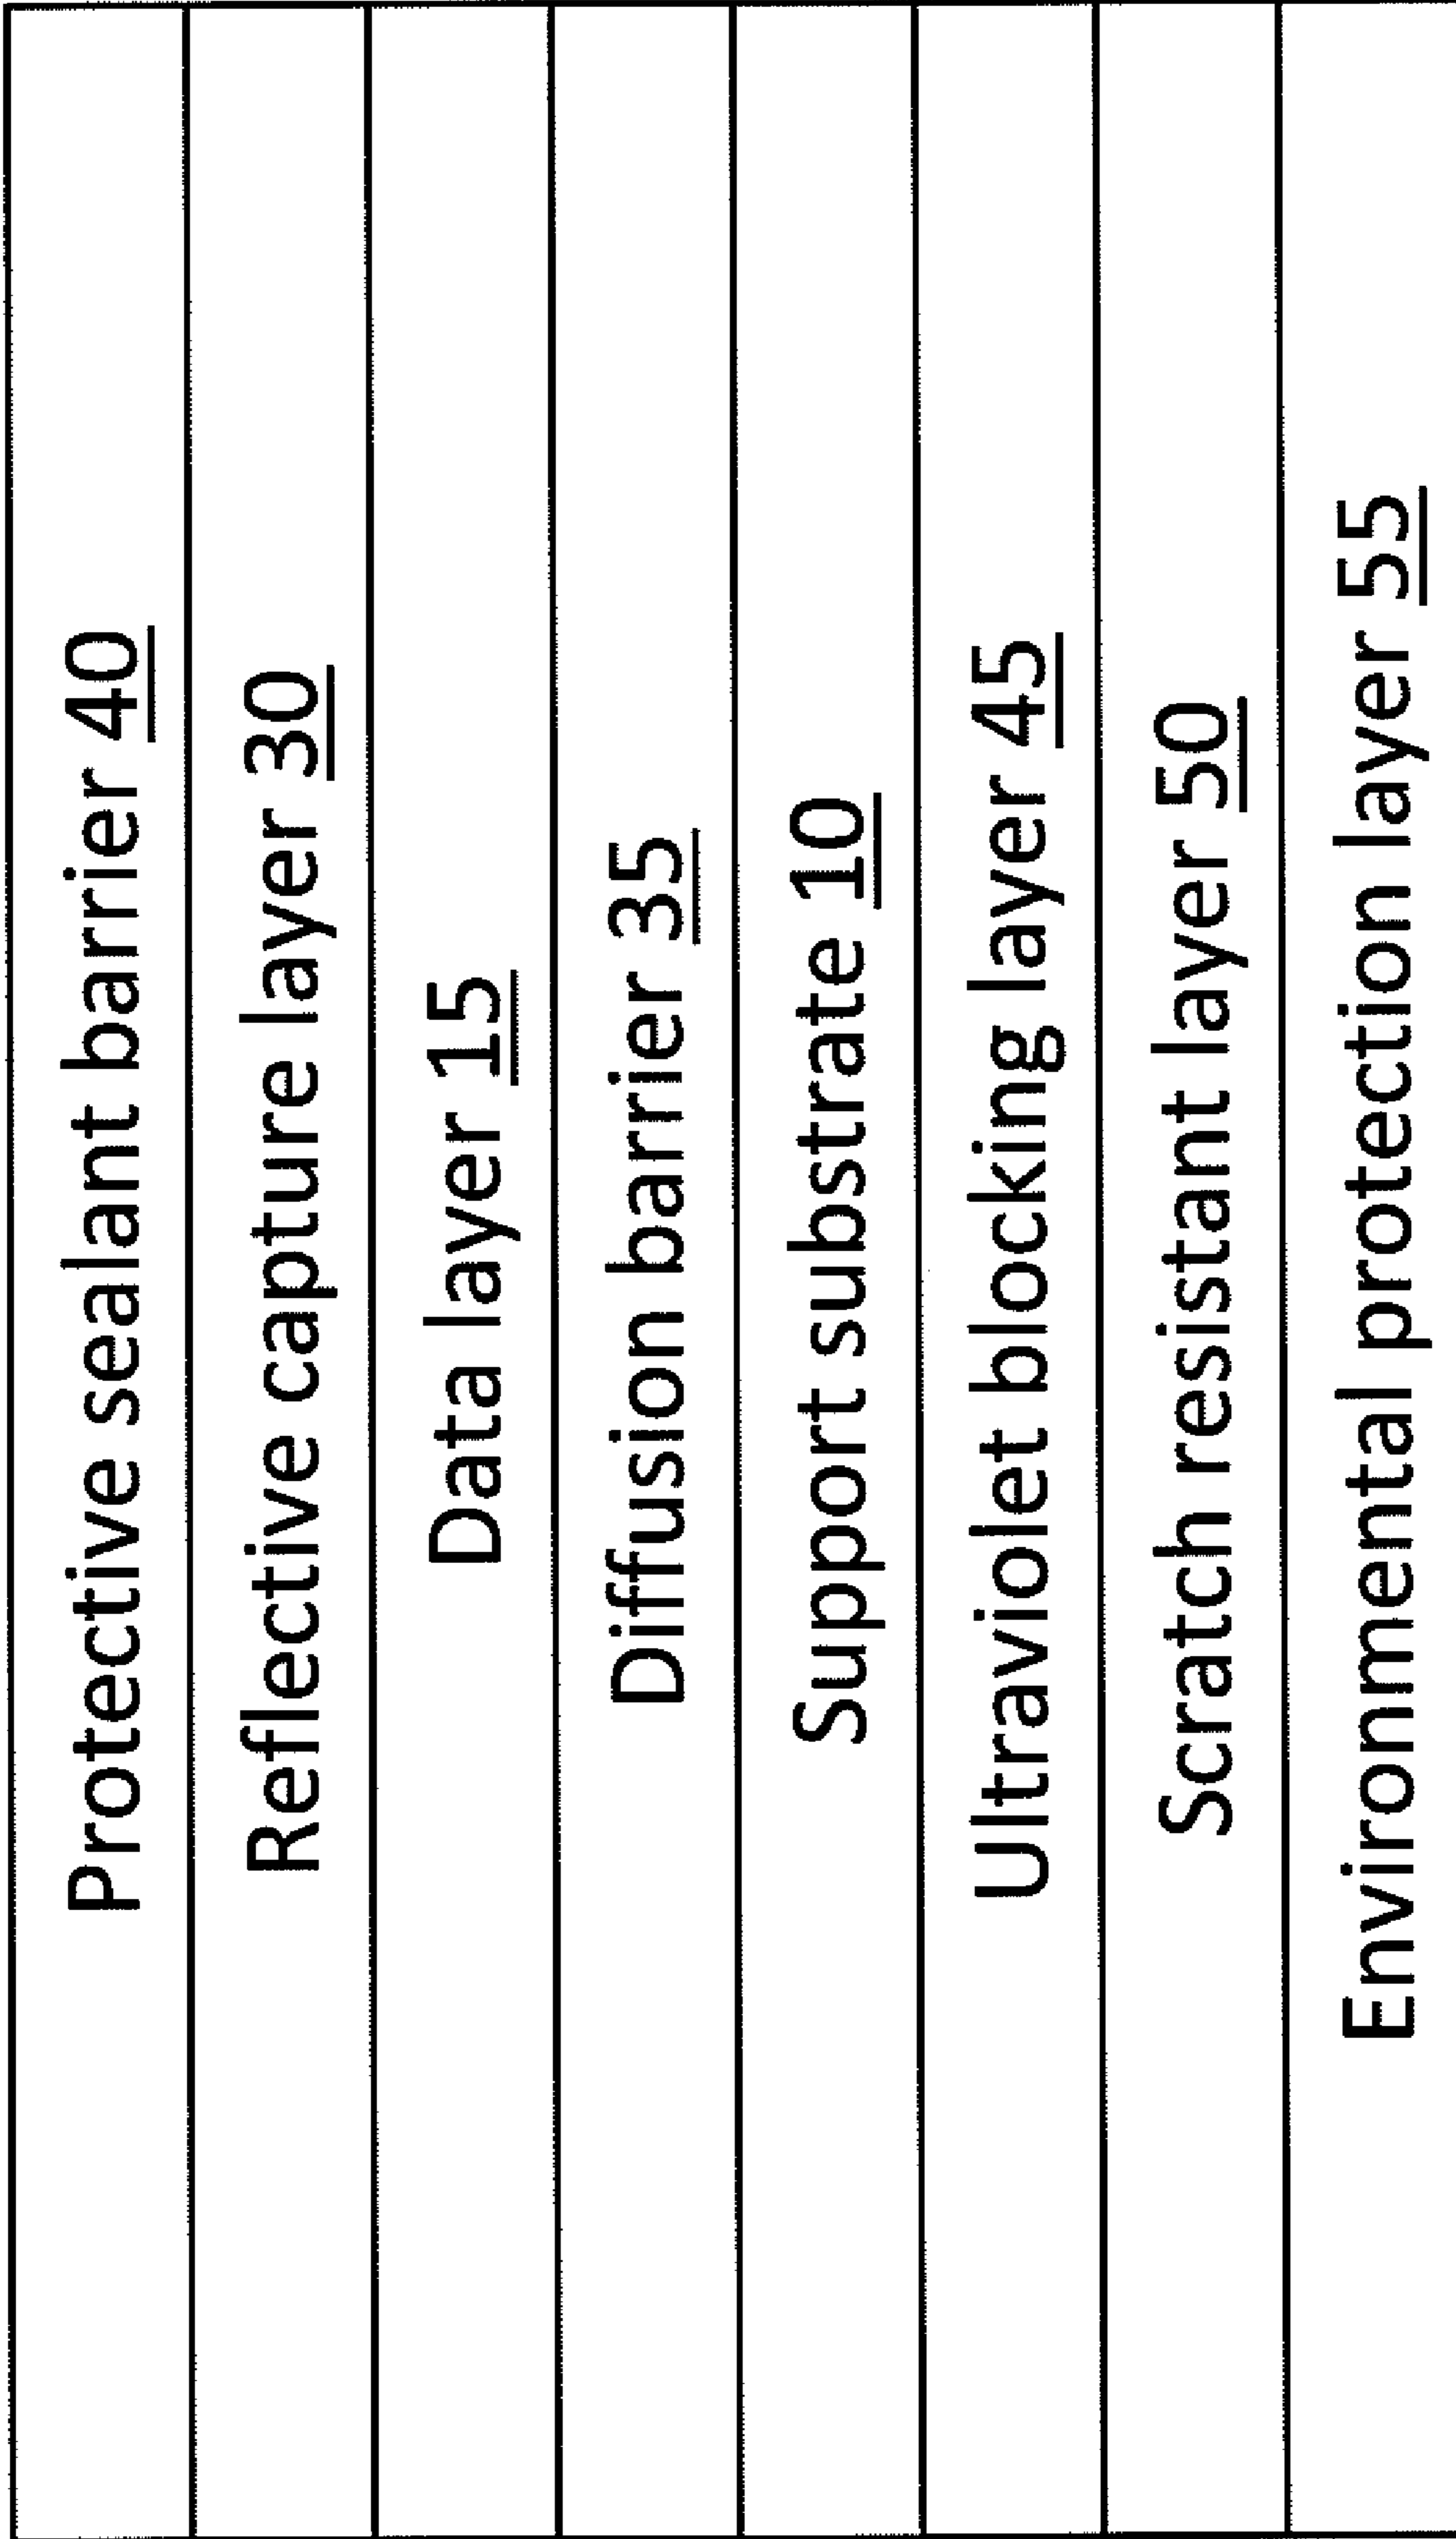 Protective sealant barrier 40
Reflective capture layer 30
Data layer 15
Diffusion barrier 35
Support substrate 10
Ultraviolet blocking layer 45
Scratch resistant layer 50
Environmental protection layer 55